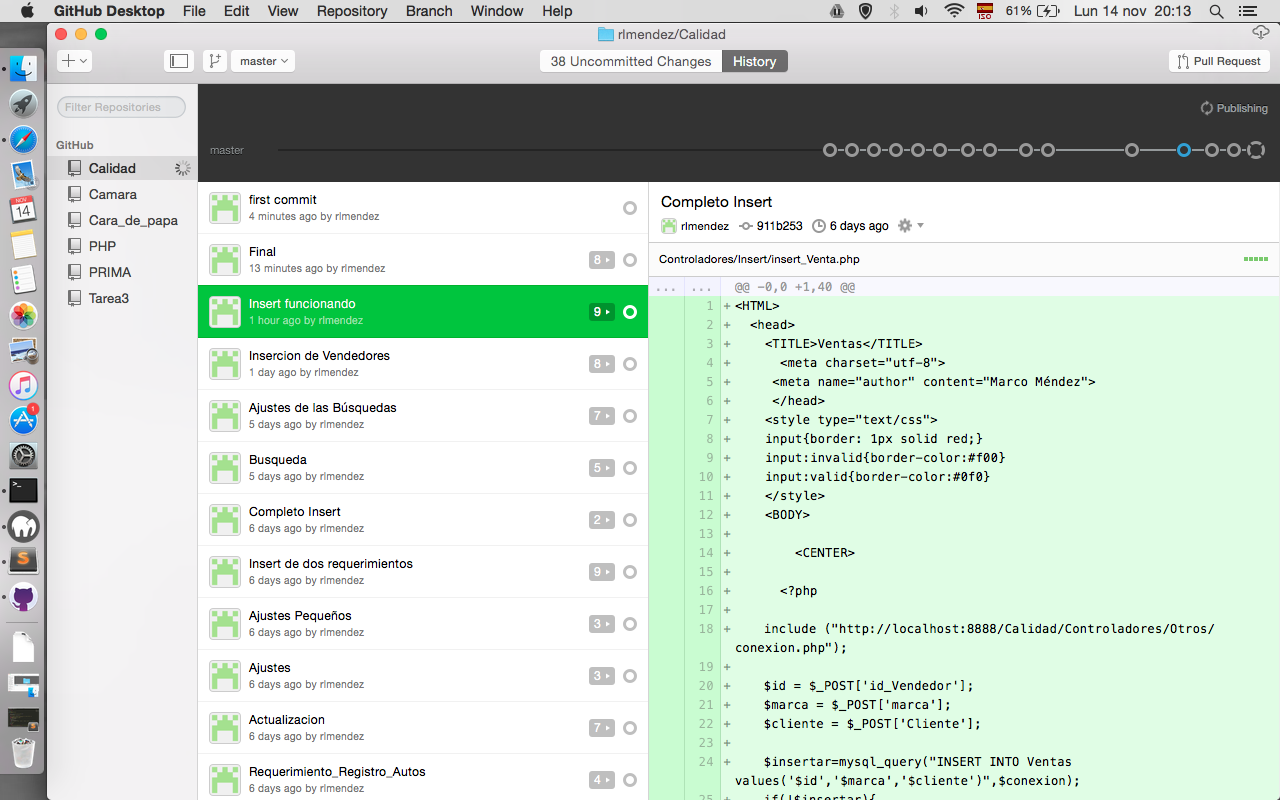 GitHub Desktop File Edit View Repository Branch Window Help
ISO 61% Lun 14 nov 20:13
rlmendez/Calidad
master
38 Uncommitted Changes History
Pull Request
Filter Repositories
GitHub
Calidad
Camara
Cara_de_papa
PHP
PRIMA
Tarea3
NOV
14
1
Publishing
master
first commit
4 minutes ago by rlmendez
Final
13 minutes ago by rlmendez
8
Insert funcionando
1 hour ago by rlmendez
9
Insercion de Vendedores
1 day ago by rlmendez
8
Ajustes de las Búsquedas
5 days ago by rlmendez
7
Busqueda
5 days ago by rlmendez
5
Completo Insert
6 days ago by rlmendez
2
Insert de dos requerimientos
6 days ago by rlmendez
9
Ajustes Pequeños
6 days ago by rlmendez
3
Ajustes
6 days ago by rlmendez
3
Actualizacion
6 days ago by rlmendez
7
Requerimiento_Registro_Autos
6 days ago by rlmendez
4
Completo Insert
rlmendez 911b253 6 days ago
Controladores/Insert/insert_Venta.php
... ... @@ -0,0 +1,40 @@
1 +<HTML>
2 + <head>
3 + <TITLE>Ventas</TITLE>
4 + <meta charset="utf-8">
5 + <meta name="author" content="Marco Méndez">
6 + </head>
7 + <style type="text/css">
8 + input{border: 1px solid red;}
9 + input:invalid{border-color:#f00}
10 + input:valid{border-color:#0f0}
11 + </style>
12 + <BODY>
13 +
14 + <CENTER>
15 +
16 + <?php
17 +
18 + include ("http://localhost:8888/Calidad/Controladores/Otros/
conexion.php");
19 +
20 + $id = $_POST['id_Vendedor'];
21 + $marca = $_POST['marca'];
22 + $cliente = $_POST['Cliente'];
23 +
24 + $insertar=mysql_query("INSERT INTO Ventas
values('$id','$marca','$cliente')",$conexion);
25 + if(!$insertar){